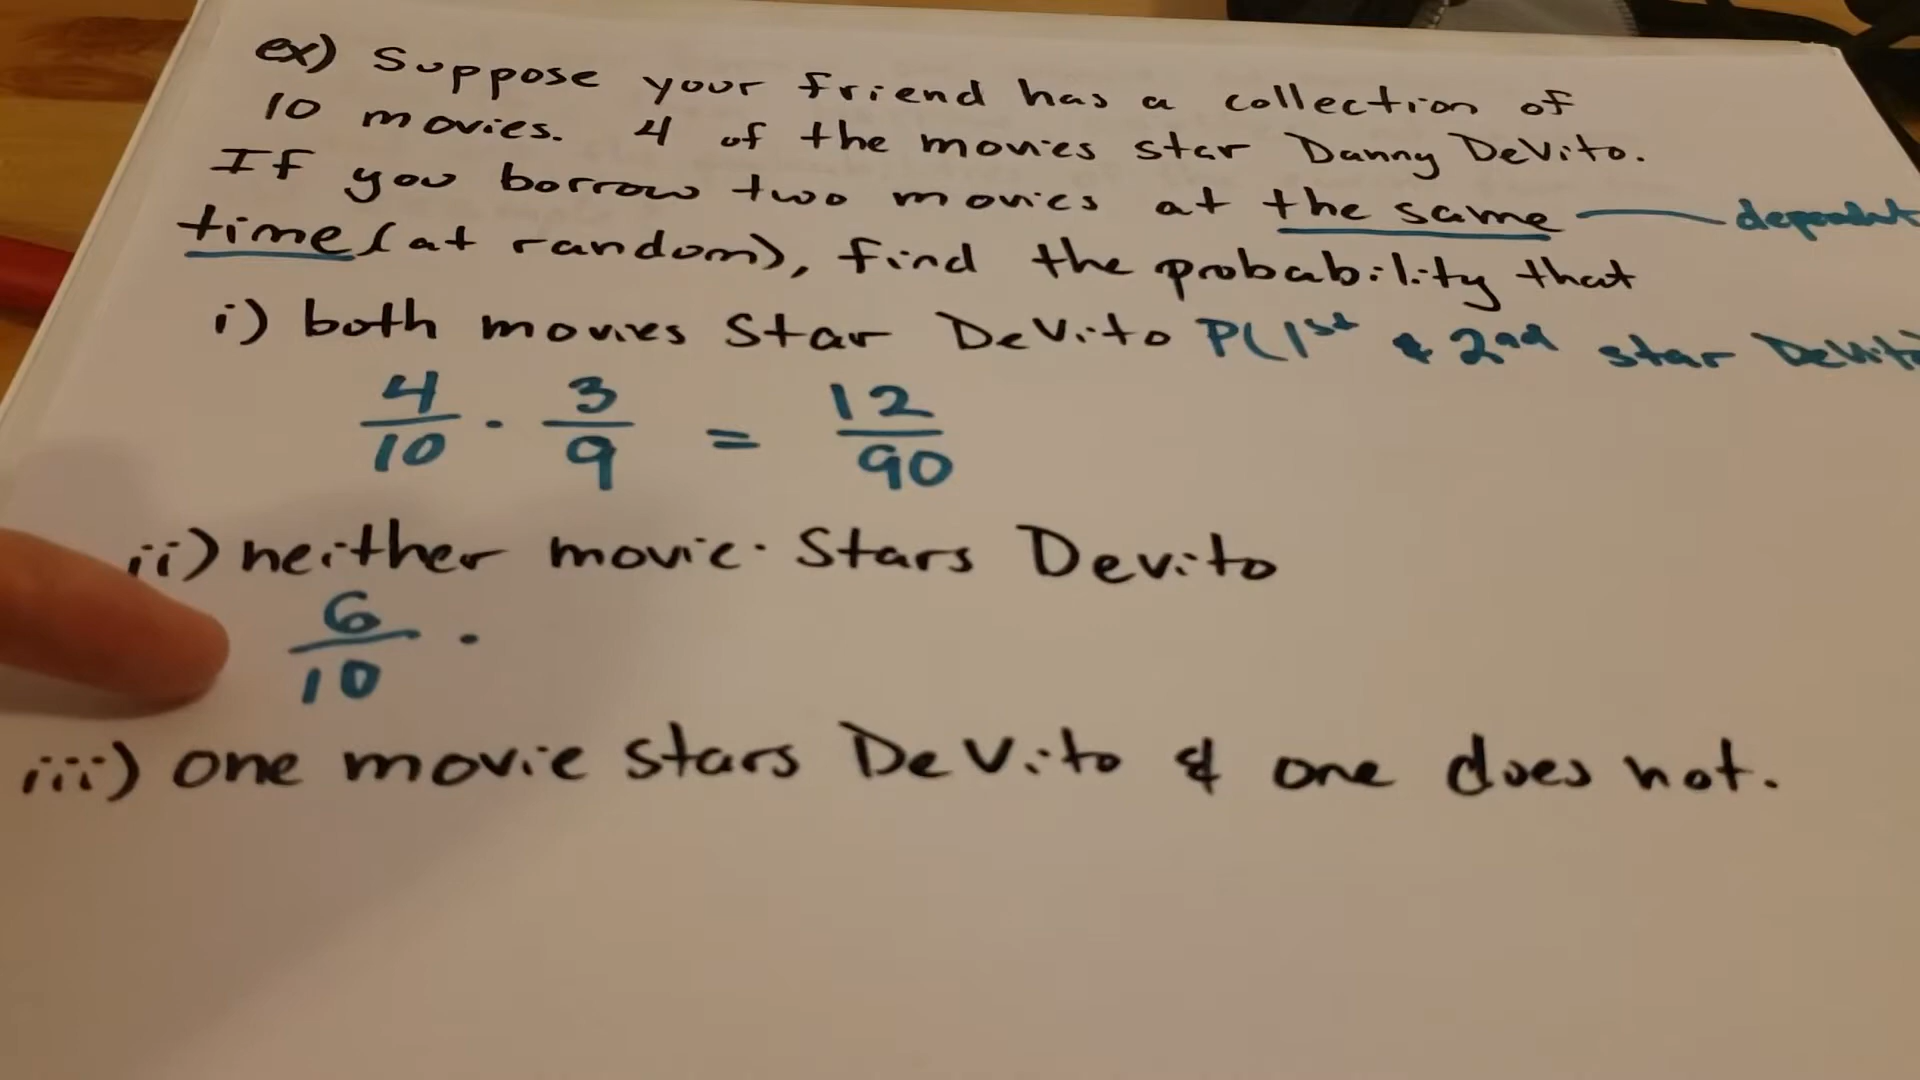 ex) Suppose your friend has a collection of
10 movies. 4 of the movies star Danny DeVito.
If you borrow two movies at the same — dependent
time (at random), find the probability that
i) both movies star DeVito P(1st & 2nd star DeVito
4/10 · 3/9 = 12/90
ii) neither movie. Stars Devito
6/10 ·
iii) one movie stars DeVito & one does not.